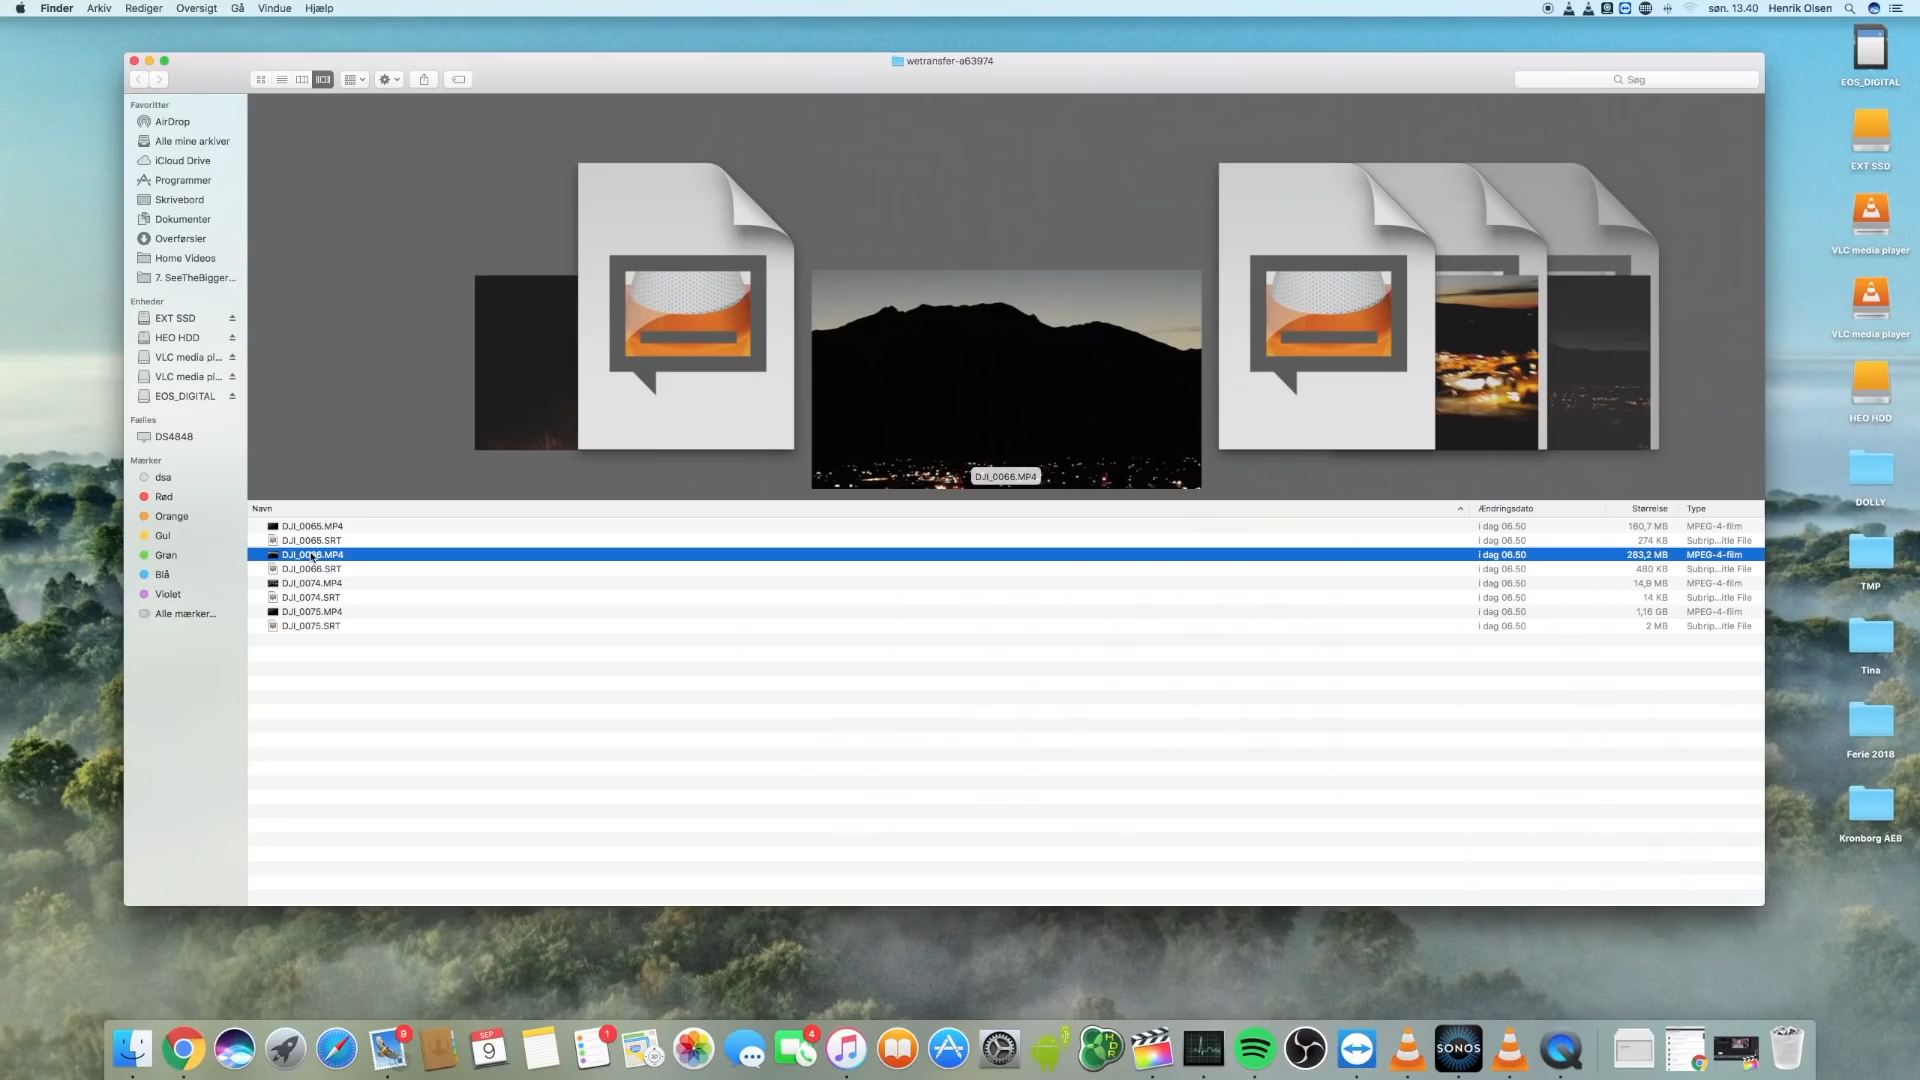 Finder Arkiv Rediger Oversigt Gå Vindue Hjælp
søn. 13.40 Henrik Olsen
wetransfer-a63974
Søg
Favoritter
AirDrop
Alle mine arkiver
iCloud Drive
Programmer
Skrivebord
Dokumenter
Overførsler
Home Videos
7. SeeTheBigger...
Enheder
EXT SSD
HEO HDD
VLC media pl...
VLC media pl...
EOS_DIGITAL
Fælles
DS4848
Mærker
dsa
Rød
Orange
Gul
Grøn
Blå
Violet
Alle mærker...
DJI_0066.MP4
Navn Ændringsdato Størrelse Type
DJI_0065.MP4 i dag 06.50 160,7 MB MPEG-4-film
DJI_0065.SRT i dag 06.50 274 KB Subrip...itle File
DJI_0066.MP4 i dag 06.50 283,2 MB MPEG-4-film
DJI_0066.SRT i dag 06.50 480 KB Subrip...itle File
DJI_0074.MP4 i dag 06.50 14,9 MB MPEG-4-film
DJI_0074.SRT i dag 06.50 14 KB Subrip...itle File
DJI_0075.MP4 i dag 06.50 1,16 GB MPEG-4-film
DJI_0075.SRT i dag 06.50 2 MB Subrip...itle File
EOS_DIGITAL
EXT SSD
VLC media player
VLC media player
HEO HDD
DOLLY
TMP
Tina
Ferie 2018
Kronborg AEB
9
SEP
9
1
4
HDR
SONOS